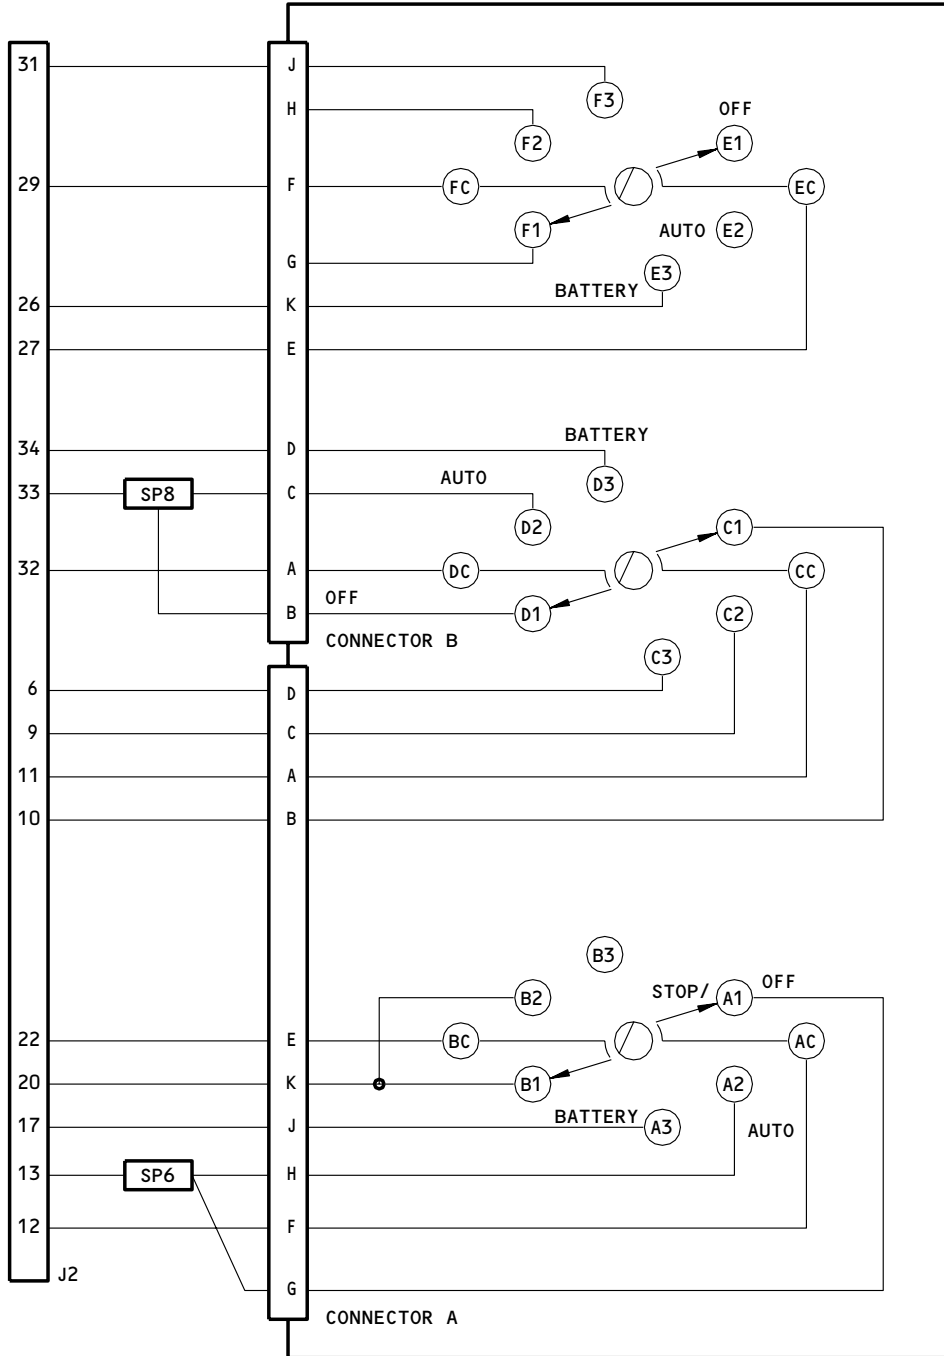 31 J
F3
H OFF
F2 E1
29 F FC EC
F1 AUTO E2
G E3
26 K BATTERY
27 E
34 D BATTERY
AUTO D3
33 SP8 C
D2 C1
32 A DC CC
OFF
B D1 C2
CONNECTOR B
C3
6 D
9 C
11 A
10 B
B3
B2 STOP/ A1 OFF
22 E BC AC
20 K B1 A2
17 J BATTERY A3 AUTO
13 SP6 H
12 F
J2
G
CONNECTOR A